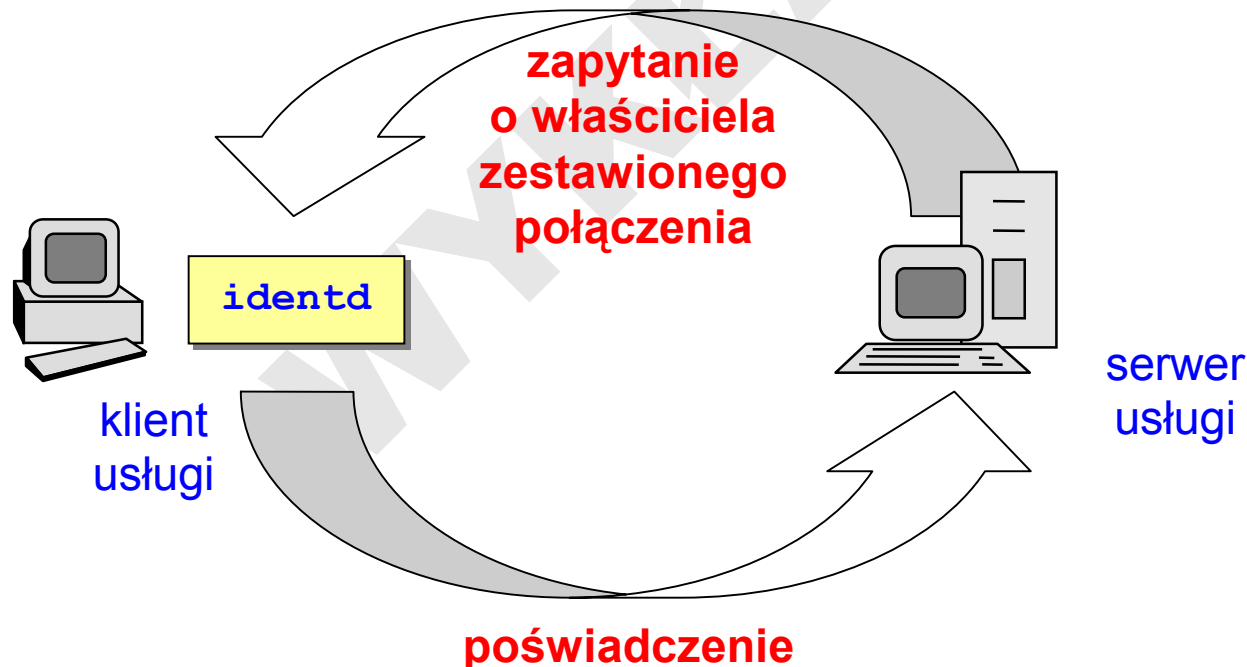 zapytanie
o właściciela
zestawionego
połączenia
identd
klient
usługi
serwer
usługi
poświadczenie